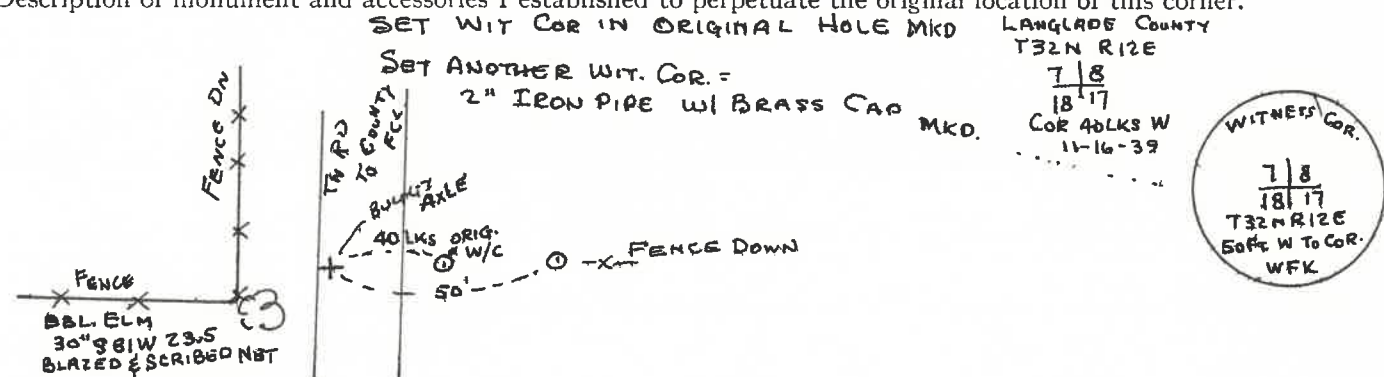 Description of monument and accessories I established to perpetuate the original location of this corner.
SET WIT COR IN ORIGINAL HOLE MKD
LANGLADE COUNTY
T32N R12E
7 | 8
18 | 17
COR 40 LKS W
11-16-39
SET ANOTHER WIT. COR. =
2" IRON PIPE W/ BRASS CAP
MKD.
WITNESS COR.
7 | 8
18 | 17
T32N R12E
50 Ft W TO COR.
WFK
FENCE DN
TN RD
TO COUNTY
AXLE
40 LKS
ORIG.
W/C
50'
FENCE DOWN
FENCE
DBL. ELM
30" S 81 W 23.5
BLAZED & SCRIBED NBT